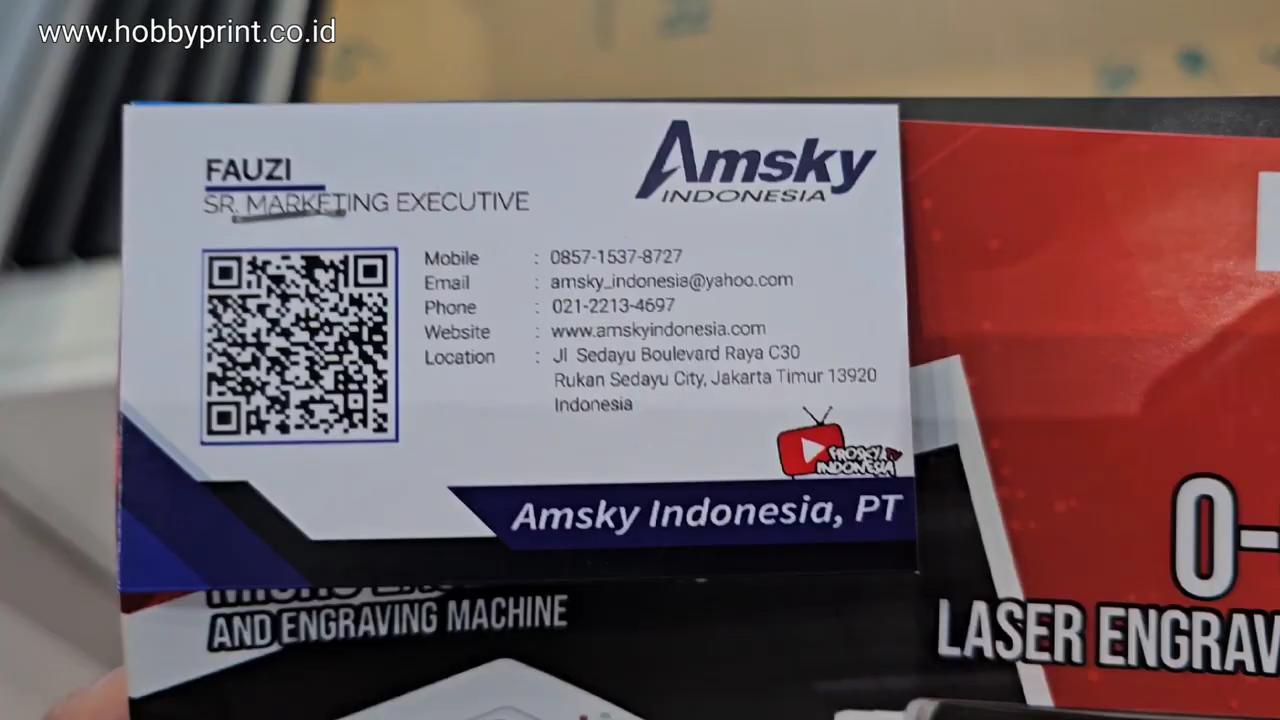 www.hobbyprint.co.id
FAUZI
SR. MARKETING EXECUTIVE
Amsky
INDONESIA
Mobile : 0857-1537-8727
Email : amsky_indonesia@yahoo.com
Phone : 021-2213-4697
Website : www.amskyindonesia.com
Location : Jl Sedayu Boulevard Raya C30
Rukan Sedayu City, Jakarta Timur 13920
Indonesia
INDONESIA
Amsky Indonesia, PT
AND ENGRAVING MACHINE
O-
LASER ENGRAV